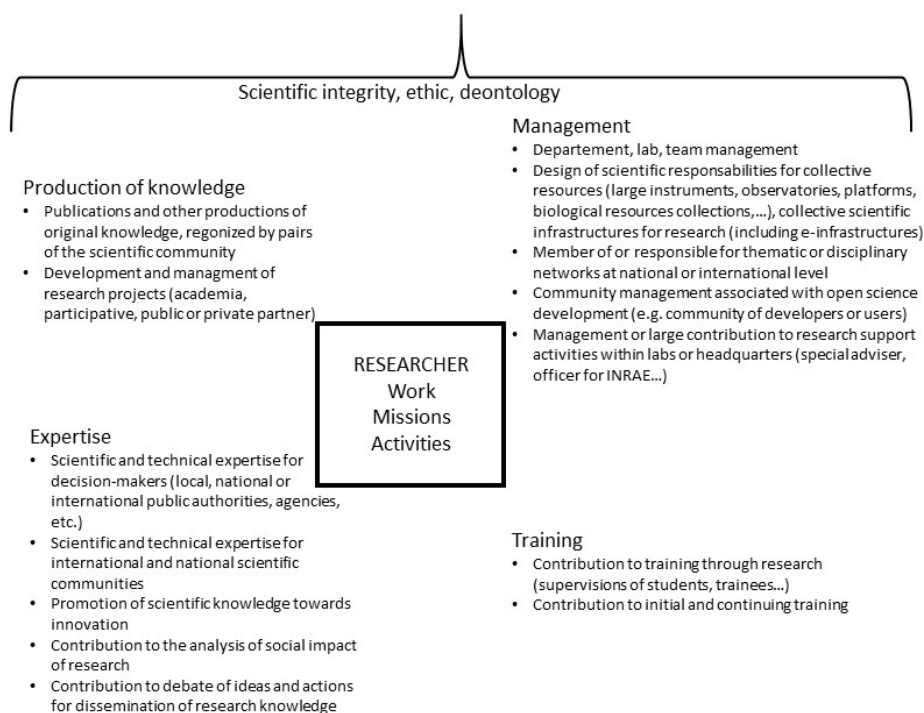 Scientific integrity, ethic, deontology
Production of knowledge
• Publications and other productions of
original knowledge, regonized by pairs
of the scientific community
• Development and managment of
research projects (academia,
participative, public or private partner)
Management
• Departement, lab, team management
• Design of scientific responsabilities for collective
resources (large instruments, observatories, platforms,
biological resources collections,...), collective scientific
infrastructures for research (including e-infrastructures)
• Member of or responsible for thematic or disciplinary
networks at national or international level
• Community management associated with open science
development (e.g. community of developers or users)
• Management or large contribution to research support
activities within labs or headquarters (special adviser,
officer for INRAE...)
RESEARCHER
Work
Missions
Activities
Expertise
• Scientific and technical expertise for
decision-makers (local, national or
international public authorities, agencies,
etc.)
• Scientific and technical expertise for
international and national scientific
communities
• Promotion of scientific knowledge towards
innovation
• Contribution to the analysis of social impact
of research
• Contribution to debate of ideas and actions
for dissemination of research knowledge
Training
• Contribution to training through research
(supervisions of students, trainees...)
• Contribution to initial and continuing training